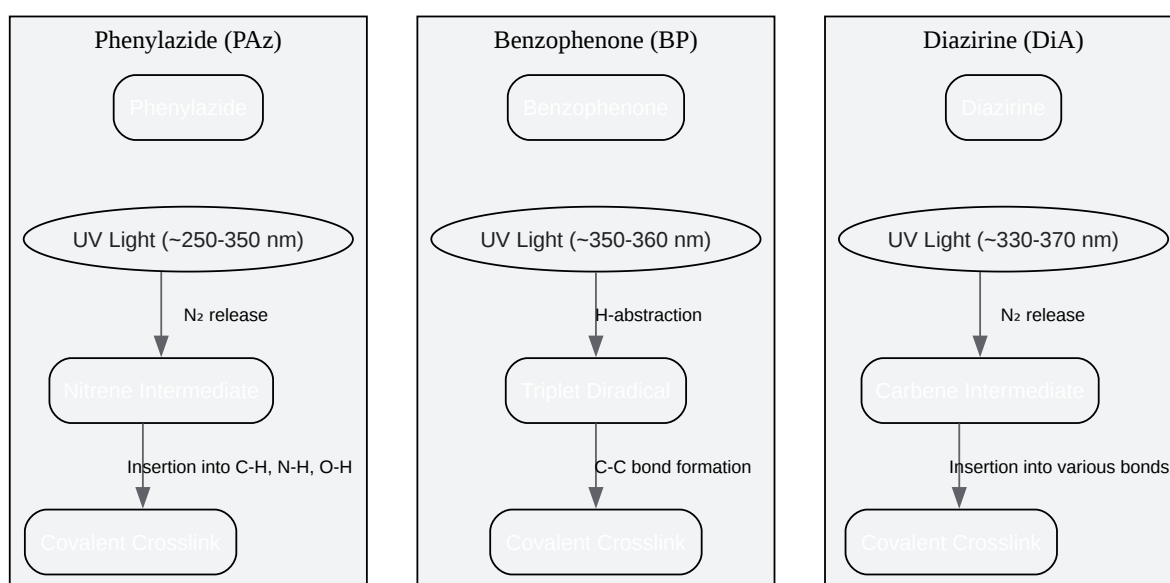 Phenylazide (PAz)
Phenylazide
UV Light (~250-350 nm)
N₂ release
Nitrene Intermediate
Insertion into C-H, N-H, O-H
Covalent Crosslink
Benzophenone (BP)
Benzophenone
UV Light (~350-360 nm)
H-abstraction
Triplet Diradical
C-C bond formation
Covalent Crosslink
Diazirine (DiA)
Diazirine
UV Light (~330-370 nm)
N₂ release
Carbene Intermediate
Insertion into various bonds
Covalent Crosslink